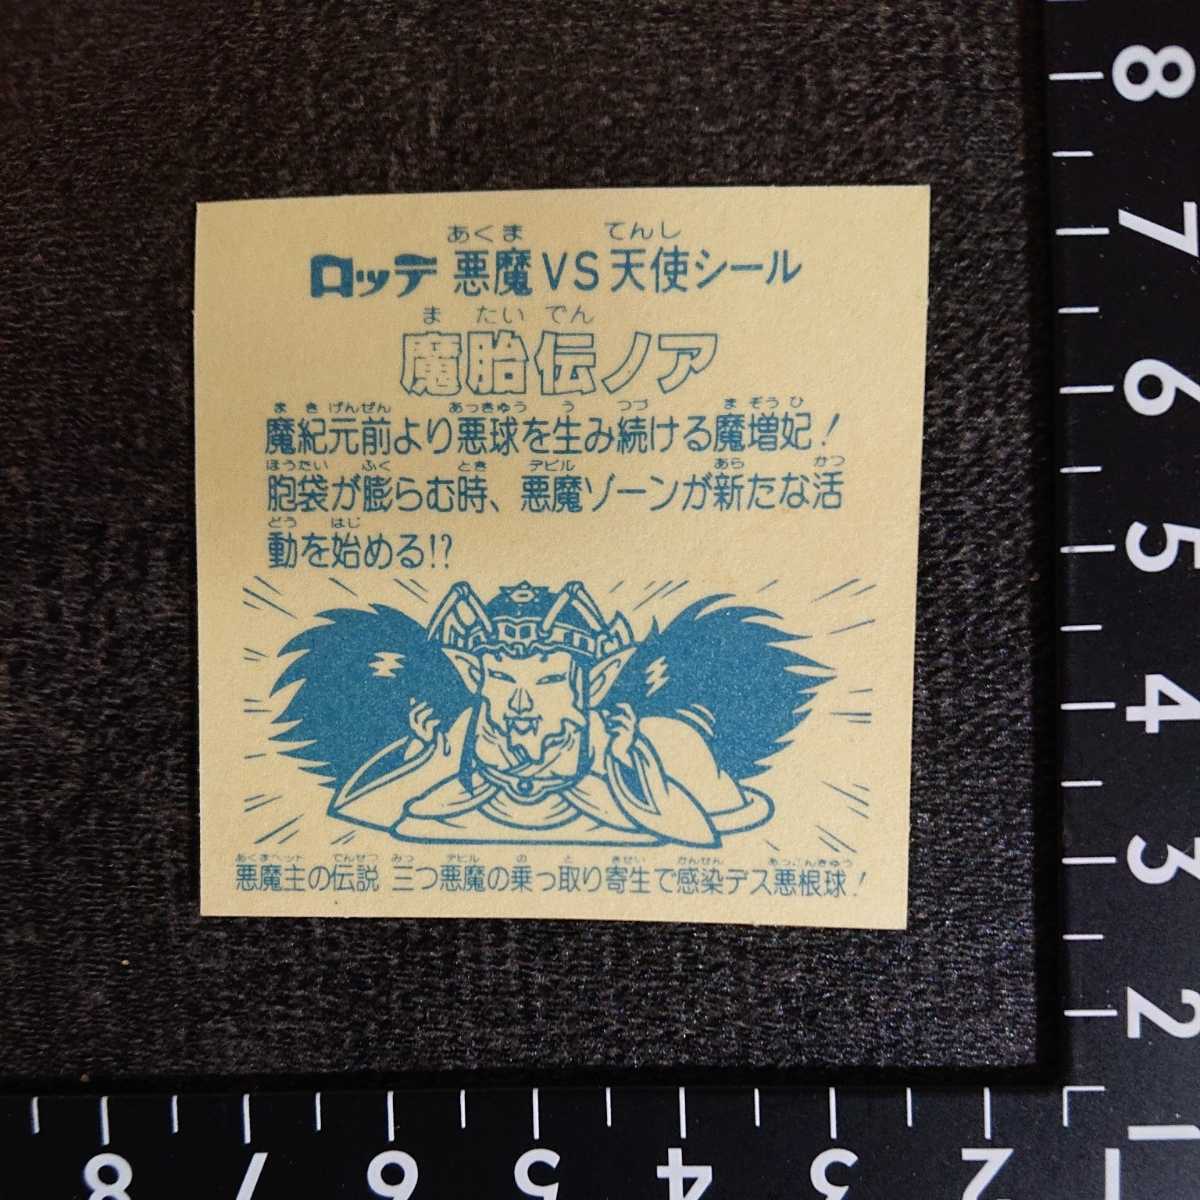 あくま てんし
ロッテ 悪魔VS天使シール
ま たい でん
魔胎伝ノア
ま き げんぜん あっきゅう う つづ ま ぞう ひ
魔紀元前より悪球を生み続ける魔増妃!
ほうたい ふく とき デビル あら かつ
胞袋が膨らむ時、悪魔ゾーンが新たな活
どう はじ
動を始める!?
あくまヘッド でんせつ みっ デビル の と きせい かんせん あっこんきゅう
悪魔主の伝説 三つ悪魔の乗っ取り寄生で感染デス悪根球!
8
7
6
5
4
3
2
1
8 7 6 5 4 3 2 1